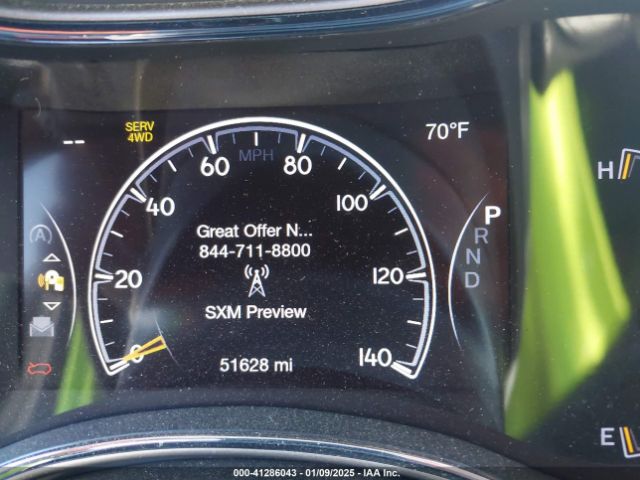 --
SERV
4WD
70°F
MPH
0
20
40
60
80
100
120
140
Great Offer N...
844-711-8800
SXM Preview
51628 mi
A
P
R
N
D
H
E
000-41286043 - 01/09/2025 - IAA Inc.